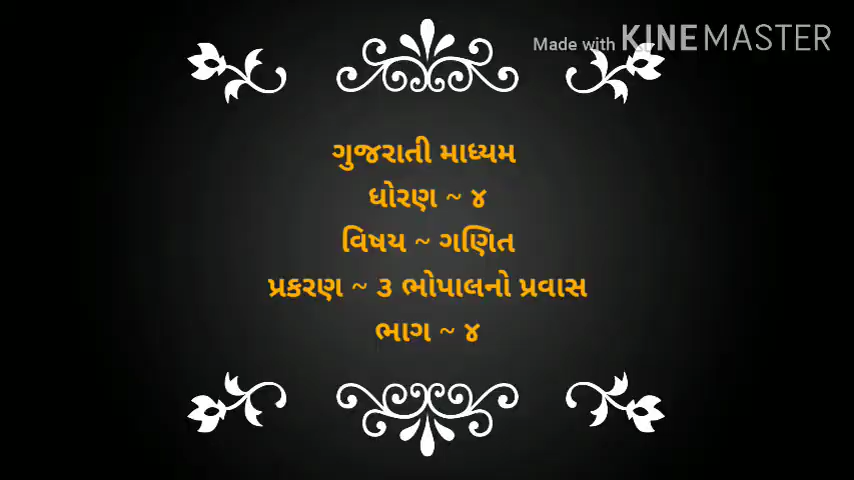 Made with KINEMASTER
ગુજરાતી માધ્યમ
ધોરણ ~ ૪
વિષય ~ ગણિત
પ્રકરણ ~ ૩ ભોપાલનો પ્રવાસ
ભાગ ~ ૪